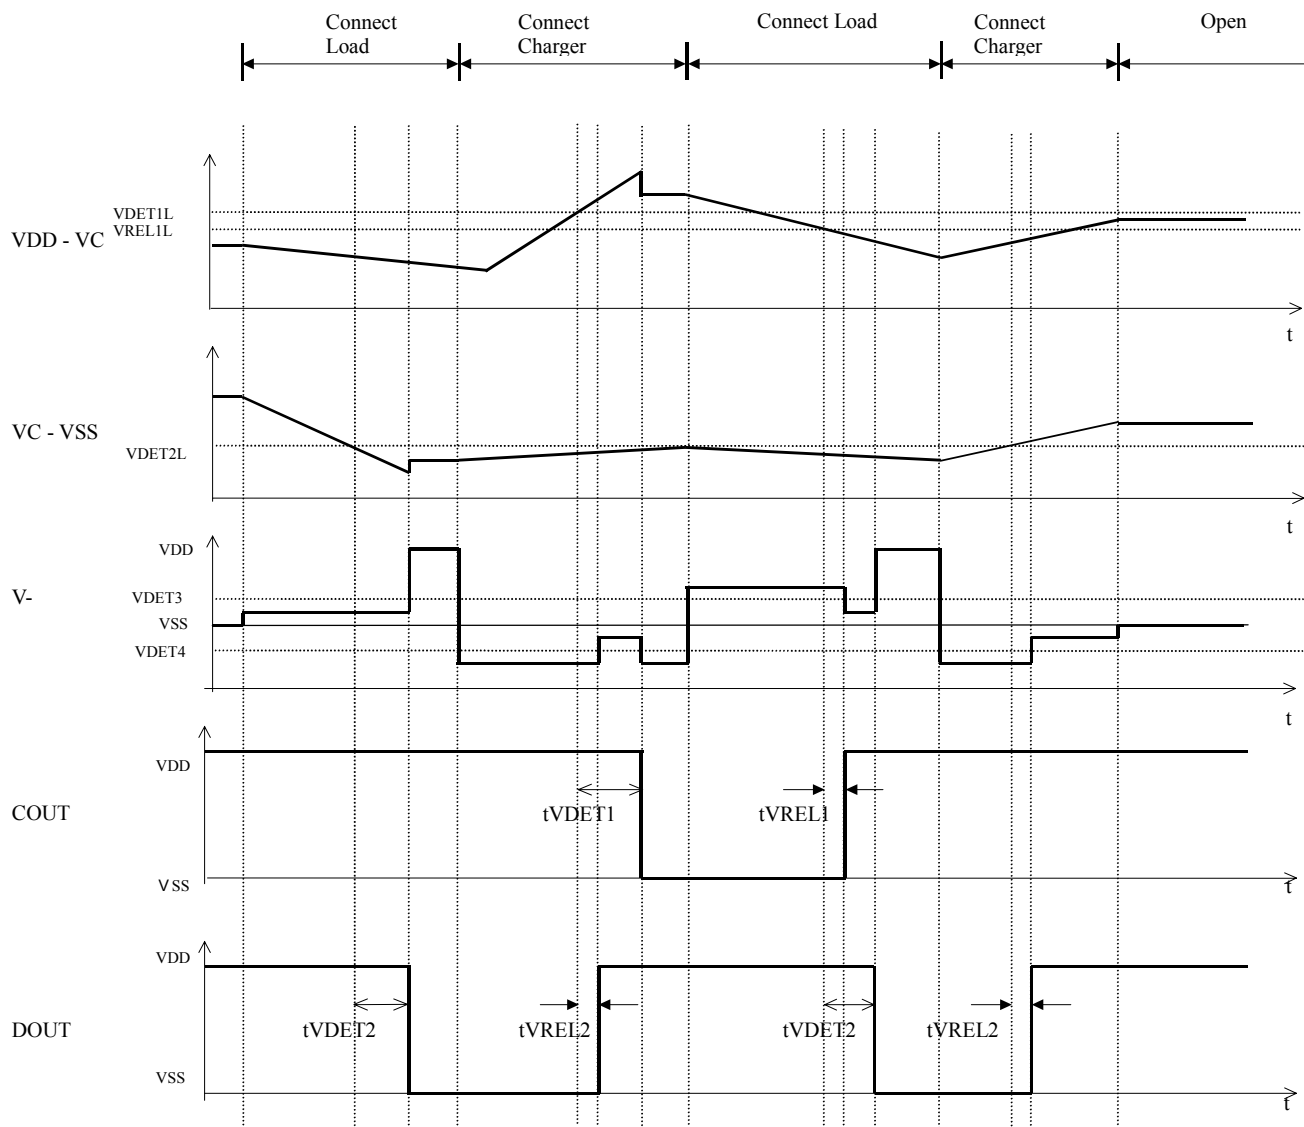 Connect
Load
Connect
Charger
Connect Load
Connect
Charger
Open
VDET1L
VREL1L
VDD - VC
t
VC - VSS
VDET2L
t
VDD
V-
VDET3
VSS
VDET4
t
VDD
COUT
tVDET1
tVREL1
VSS
t
VDD
DOUT
tVDET2
tVREL2
tVDET2
tVREL2
VSS
t